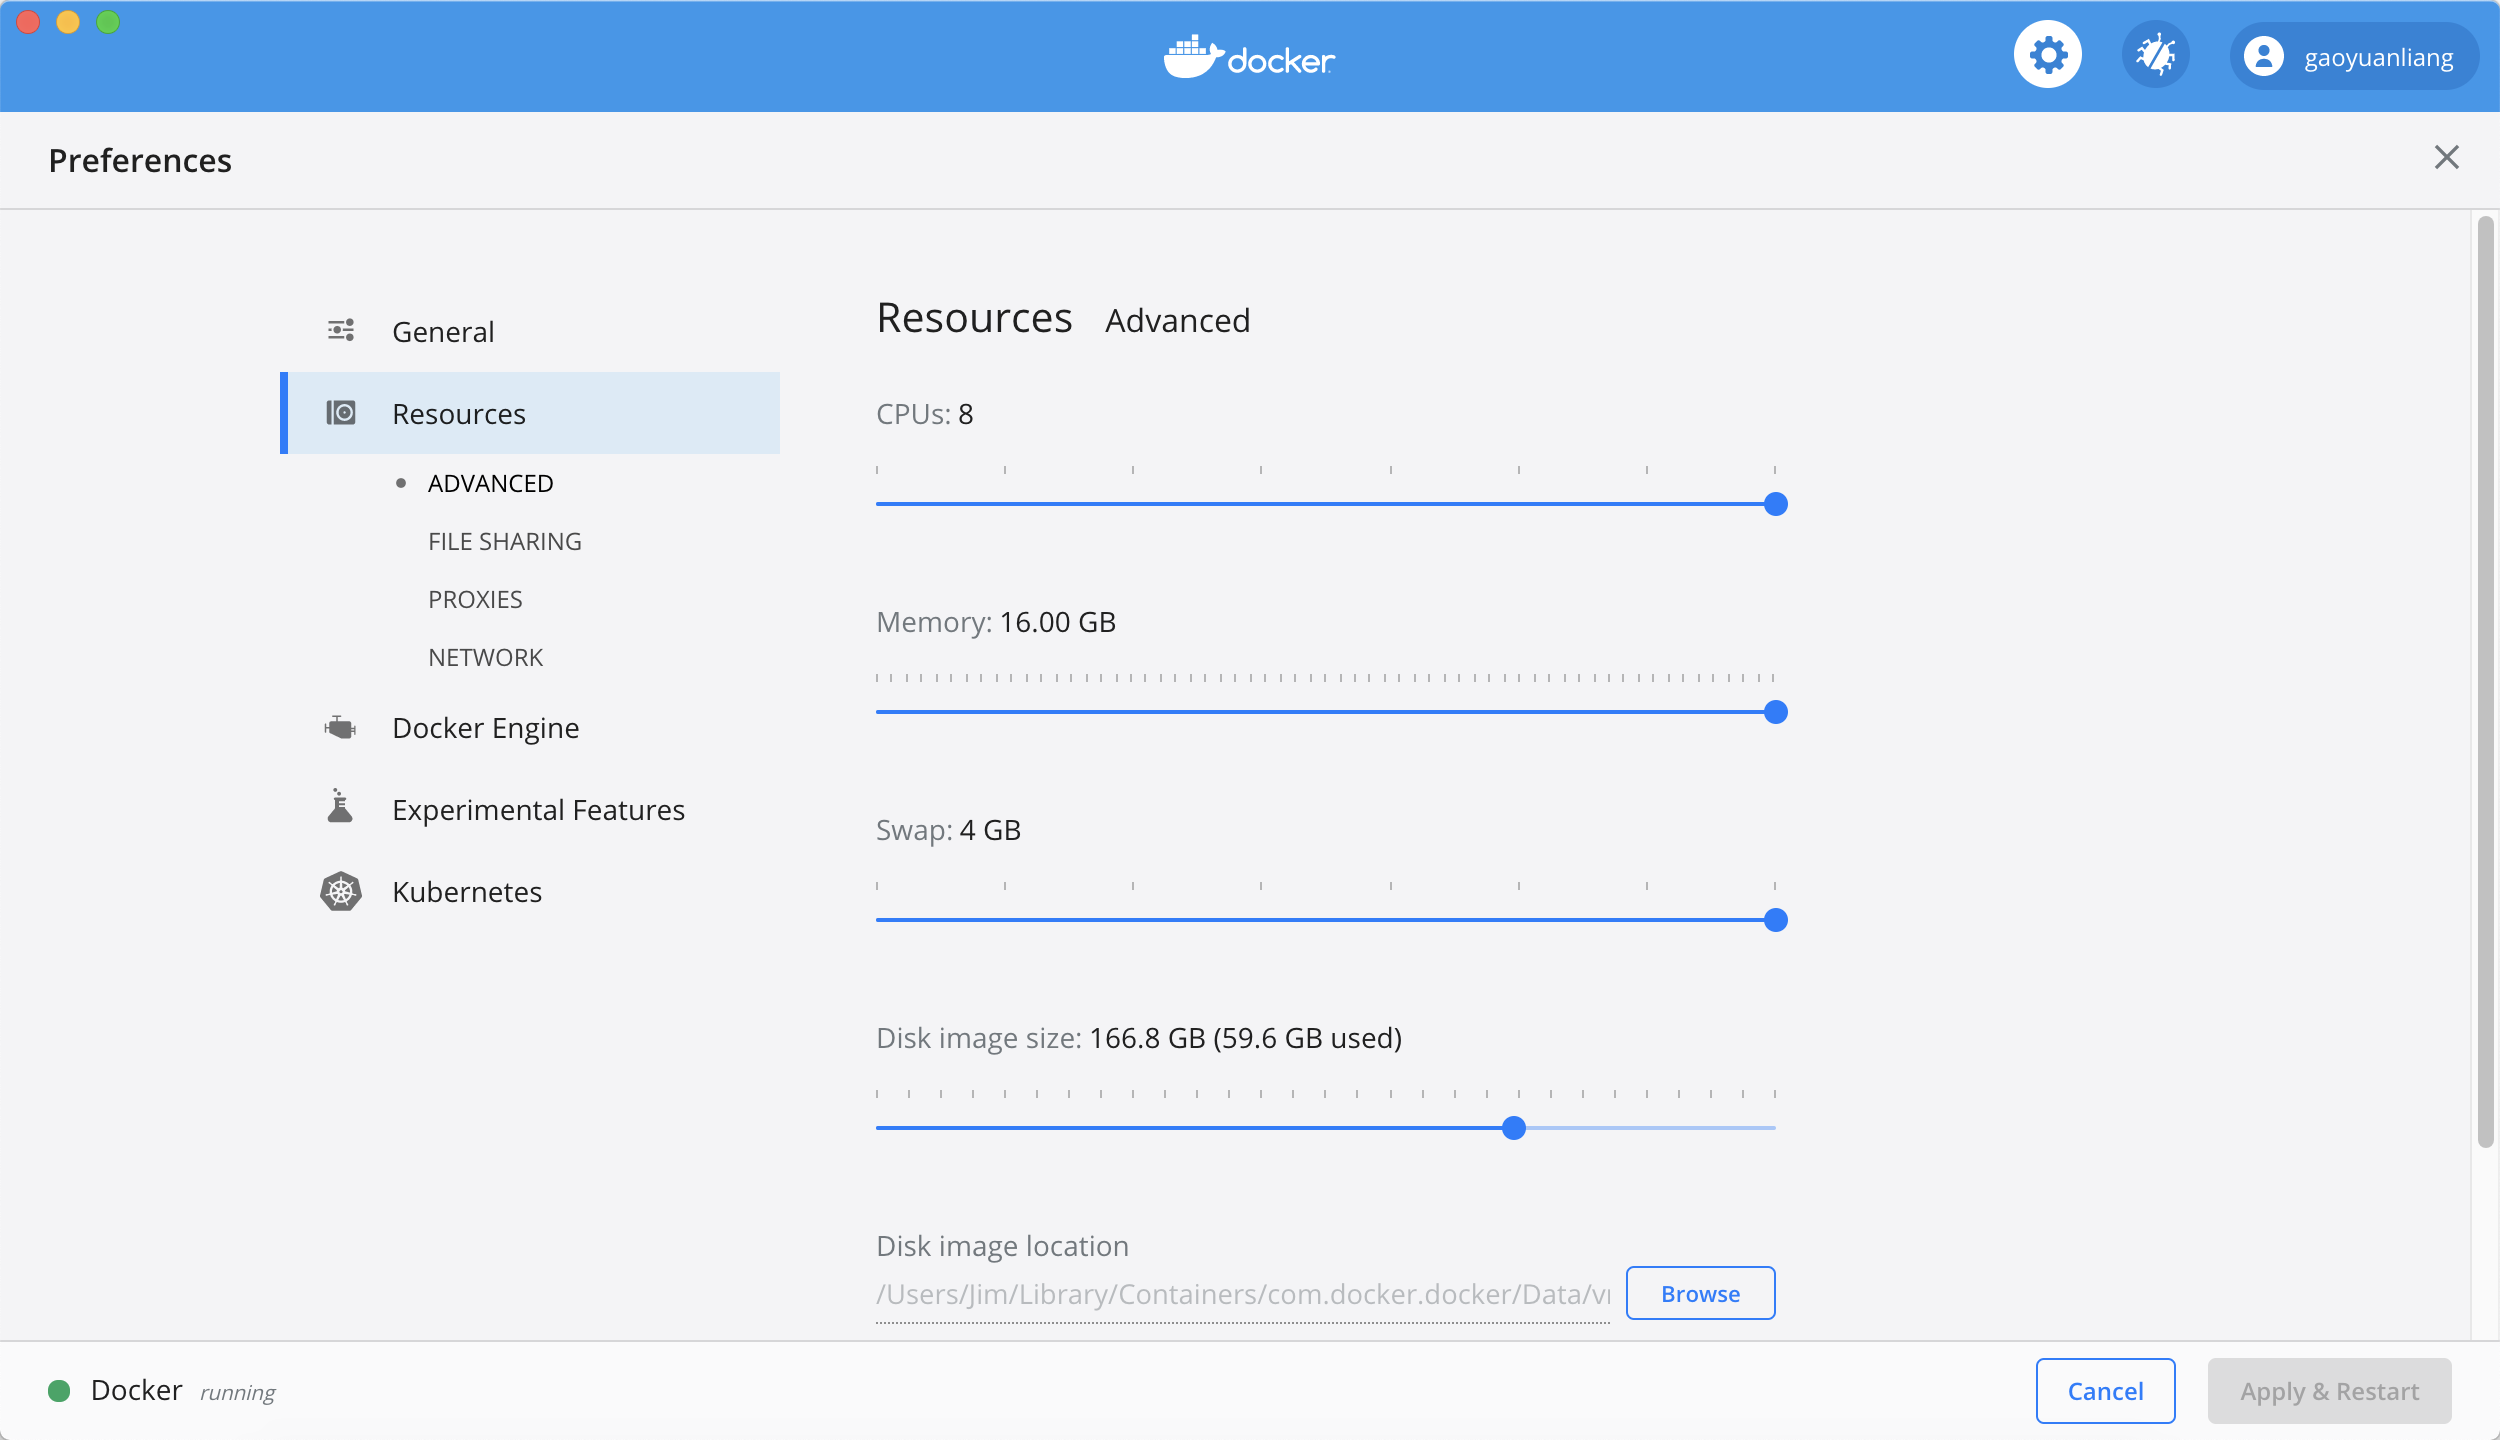 docker
gaoyuanliang
Preferences
General
Resources
ADVANCED
FILE SHARING
PROXIES
NETWORK
Docker Engine
Experimental Features
Kubernetes
Resources Advanced
CPUs: 8
Memory: 16.00 GB
Swap: 4 GB
Disk image size: 166.8 GB (59.6 GB used)
Disk image location
/Users/Jim/Library/Containers/com.docker.docker/Data/
Browse
Docker running
Cancel
Apply & Restart